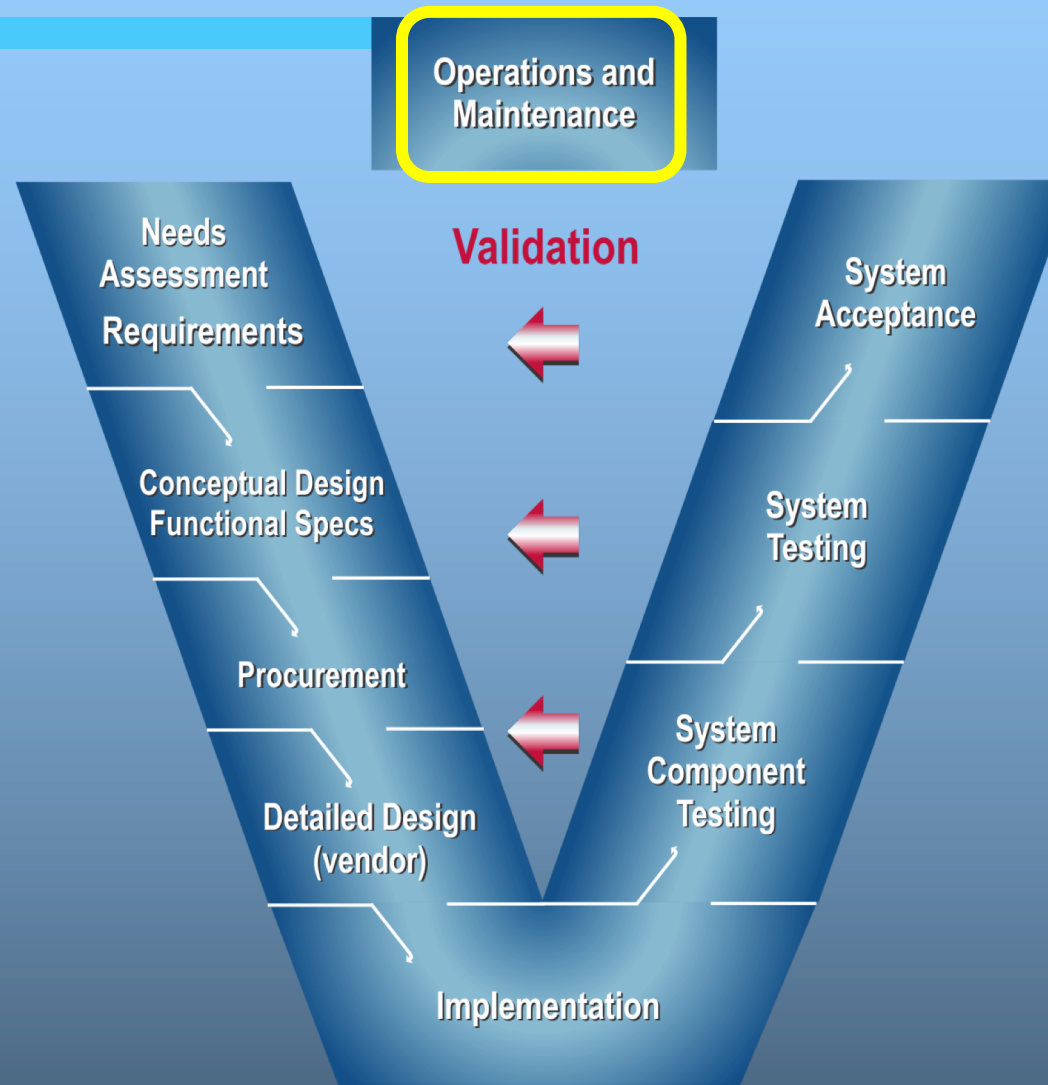 Operations and
Maintenance
Validation
Needs
Assessment
Requirements
Conceptual Design
Functional Specs
Procurement
Detailed Design
(vendor)
Implementation
System
Component
Testing
System
Testing
System
Acceptance